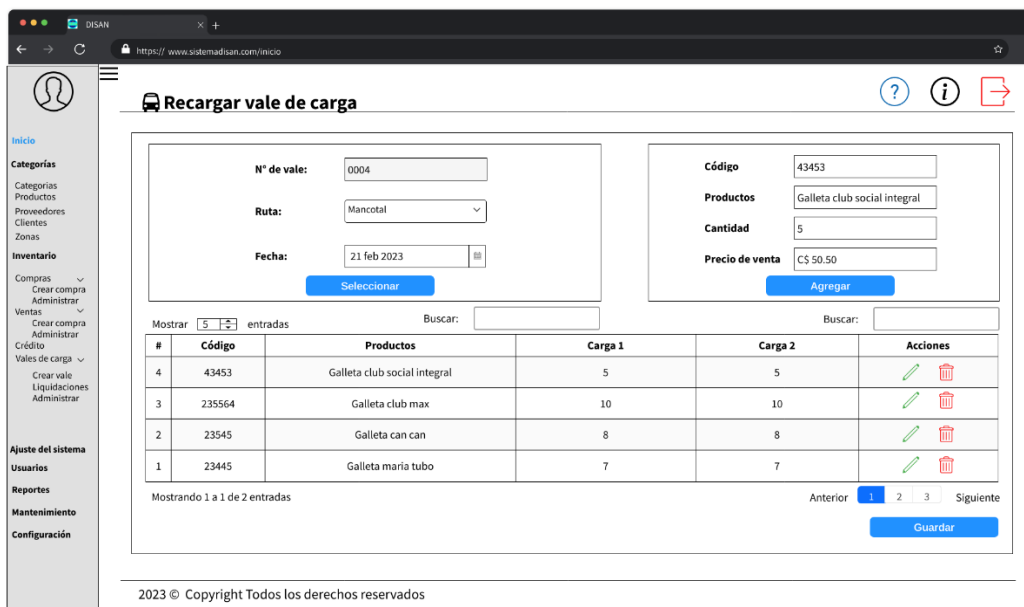 DISAN
https:// www.sistemadisan.com/inicio
Recargar vale de carga
?
i
Inicio
Categorías
Categorias
Productos
Proveedores
Clientes
Zonas
Inventario
Compras
Crear compra
Administrar
Ventas
Crear compra
Administrar
Crédito
Vales de carga
Crear vale
Liquidaciones
Administrar
Ajuste del sistema
Usuarios
Reportes
Mantenimiento
Configuración
N° de vale: 0004
Ruta: Mancotal
Fecha: 21 feb 2023
Seleccionar
Código 43453
Productos Galleta club social integral
Cantidad 5
Precio de venta C$ 50.50
Agregar
Mostrar 5 entradas Buscar: Buscar:
# Código Productos Carga 1 Carga 2 Acciones
4 43453 Galleta club social integral 5 5
3 235564 Galleta club max 10 10
2 23545 Galleta can can 8 8
1 23445 Galleta maria tubo 7 7
Mostrando 1 a 1 de 2 entradas Anterior 1 2 3 Siguiente
Guardar
2023 © Copyright Todos los derechos reservados